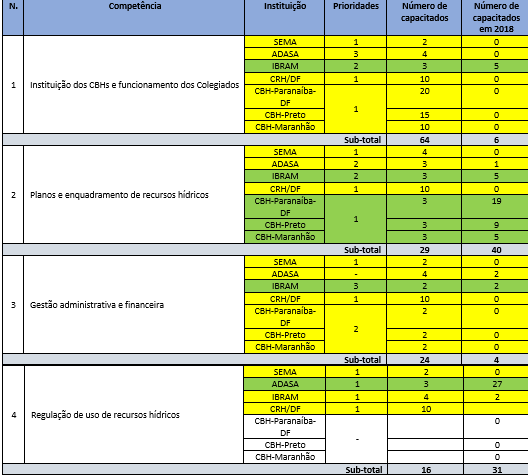 N. Competência Instituição Prioridades Número de capacitados Número de capacitados em 2018
SEMA 1 2 0
ADASA 3 4 0
IBRAM 2 3 5
CRH/DF 1 10 0
1 Instituição dos CBHs e funcionamento dos Colegiados
CBH-Paranaíba-DF 1 20 0
CBH-Preto 15 0
CBH-Maranhão 10 0
Sub-total 64 6
SEMA 1 4 0
ADASA 2 3 1
IBRAM 2 3 5
CRH/DF 1 10 0
2 Planos e enquadramento de recursos hídricos
CBH-Paranaíba-DF 1 3 19
CBH-Preto 3 9
CBH-Maranhão 3 5
Sub-total 29 40
SEMA 1 2 0
ADASA - 4 2
IBRAM 3 2 2
CRH/DF 1 10 0
3 Gestão administrativa e financeira
CBH-Paranaíba-DF 2 2 0
CBH-Preto 2 0
CBH-Maranhão 2 0
Sub-total 24 4
SEMA 1 2 0
ADASA 1 3 27
IBRAM 1 4 2
CRH/DF 1 10
4 Regulação de uso de recursos hídricos
CBH-Paranaíba-DF - 0
CBH-Preto 0
CBH-Maranhão 0
Sub-total 16 31